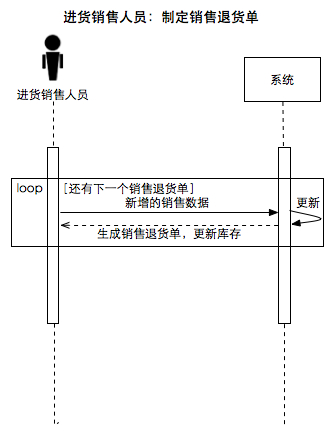 进货销售人员：制定销售退货单
进货销售人员
系统
loop
[还有下一个销售退货单]
新增的销售数据
更新
生成销售退货单，更新库存